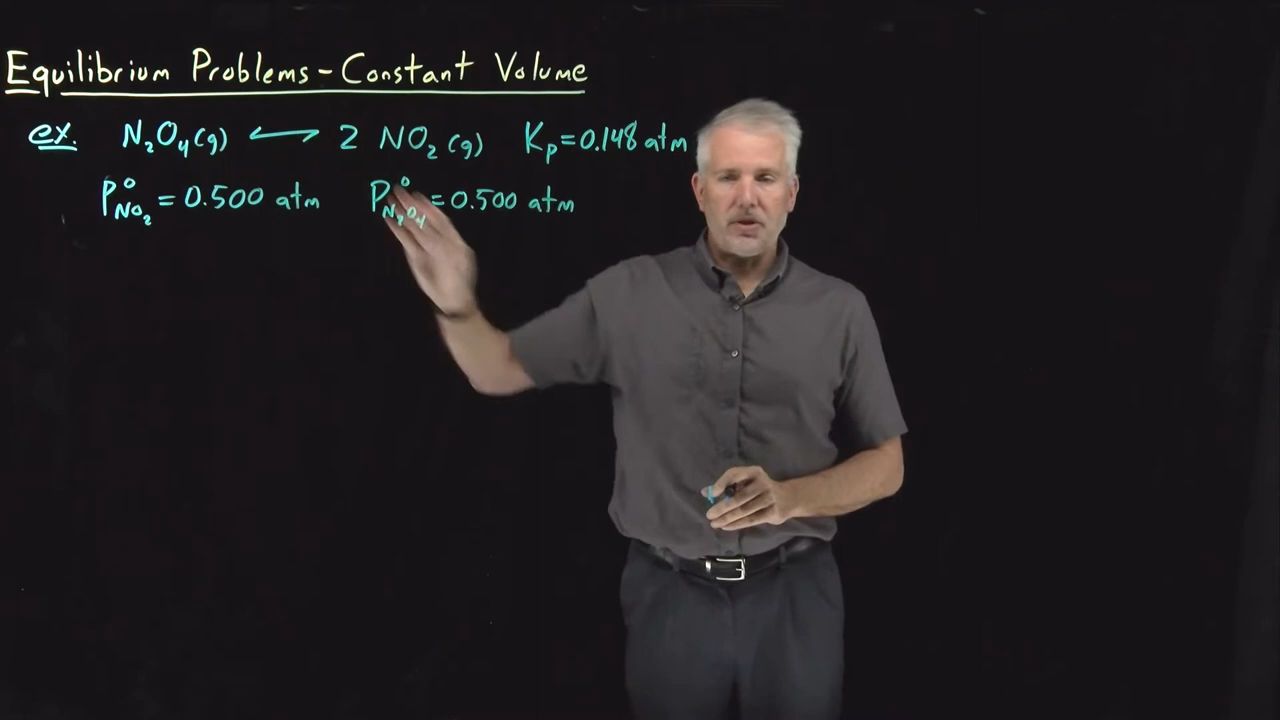 Equilibrium Problems - Constant Volume
ex. N₂O₄(g) ⟷ 2 NO₂(g) Kₚ=0.148 atm
P°NO₂ = 0.500 atm P°N₂O₄ = 0.500 atm